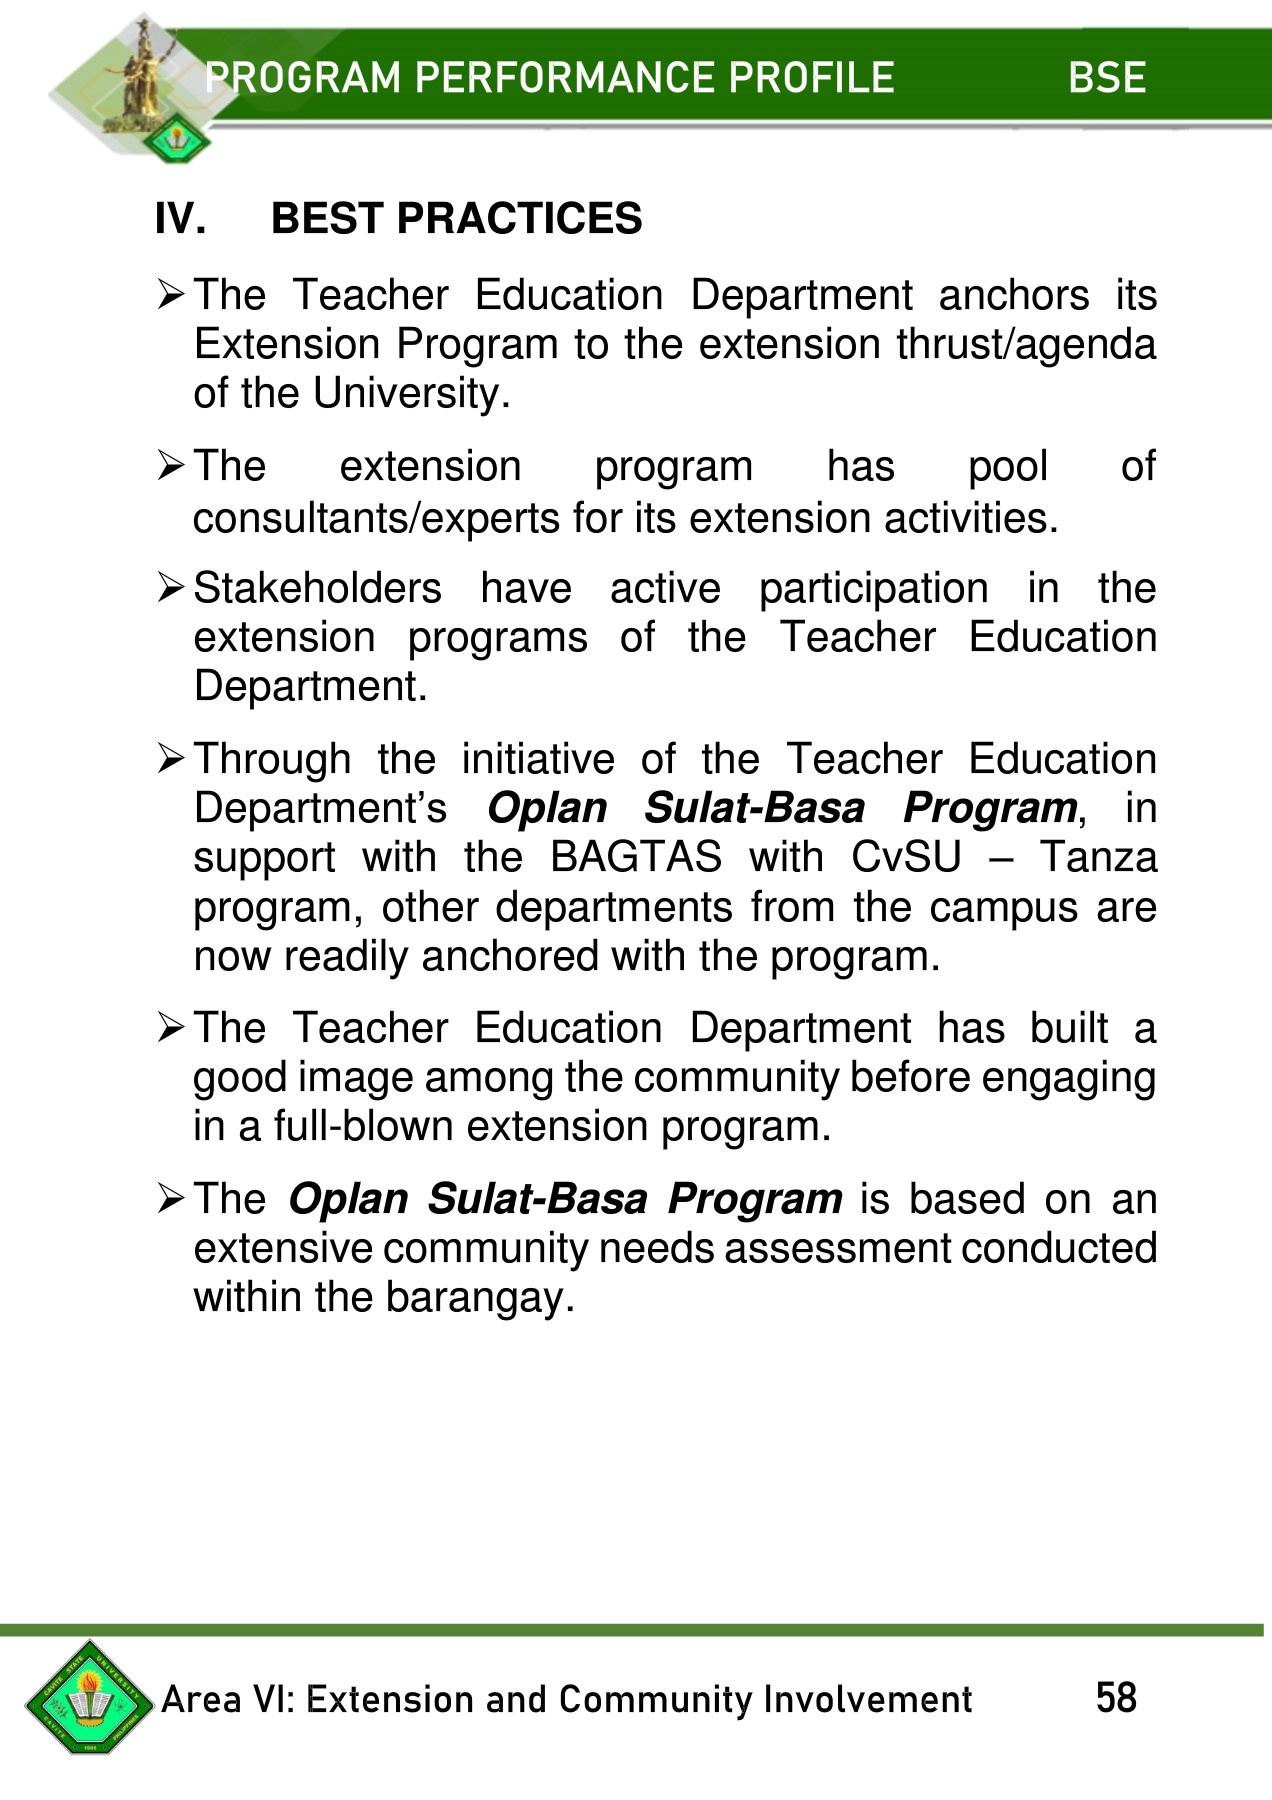 PROGRAM PERFORMANCE PROFILE BSE
IV. BEST PRACTICES
➢ The Teacher Education Department anchors its
Extension Program to the extension thrust/agenda
of the University.
➢ The extension program has pool of
consultants/experts for its extension activities.
➢ Stakeholders have active participation in the
extension programs of the Teacher Education
Department.
➢ Through the initiative of the Teacher Education
Department’s Oplan Sulat-Basa Program, in
support with the BAGTAS with CvSU – Tanza
program, other departments from the campus are
now readily anchored with the program.
➢ The Teacher Education Department has built a
good image among the community before engaging
in a full-blown extension program.
➢ The Oplan Sulat-Basa Program is based on an
extensive community needs assessment conducted
within the barangay.
CAVITE STATE UNIVERSITY
CAVITE PHILIPPINES
1906
Area VI: Extension and Community Involvement 58